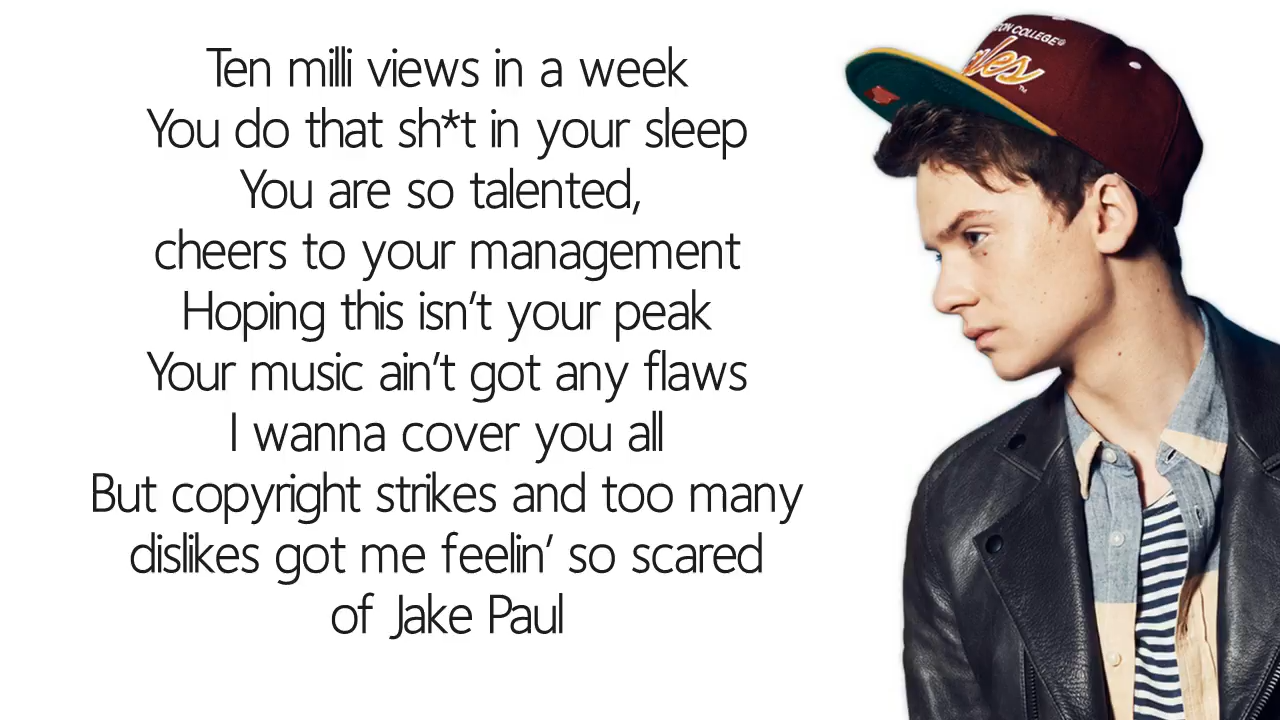 Ten milli views in a week
You do that sh*t in your sleep
You are so talented,
cheers to your management
Hoping this isn't your peak
Your music ain't got any flaws
I wanna cover you all
But copyright strikes and too many
dislikes got me feelin' so scared
of Jake Paul
COLLEGE®
™